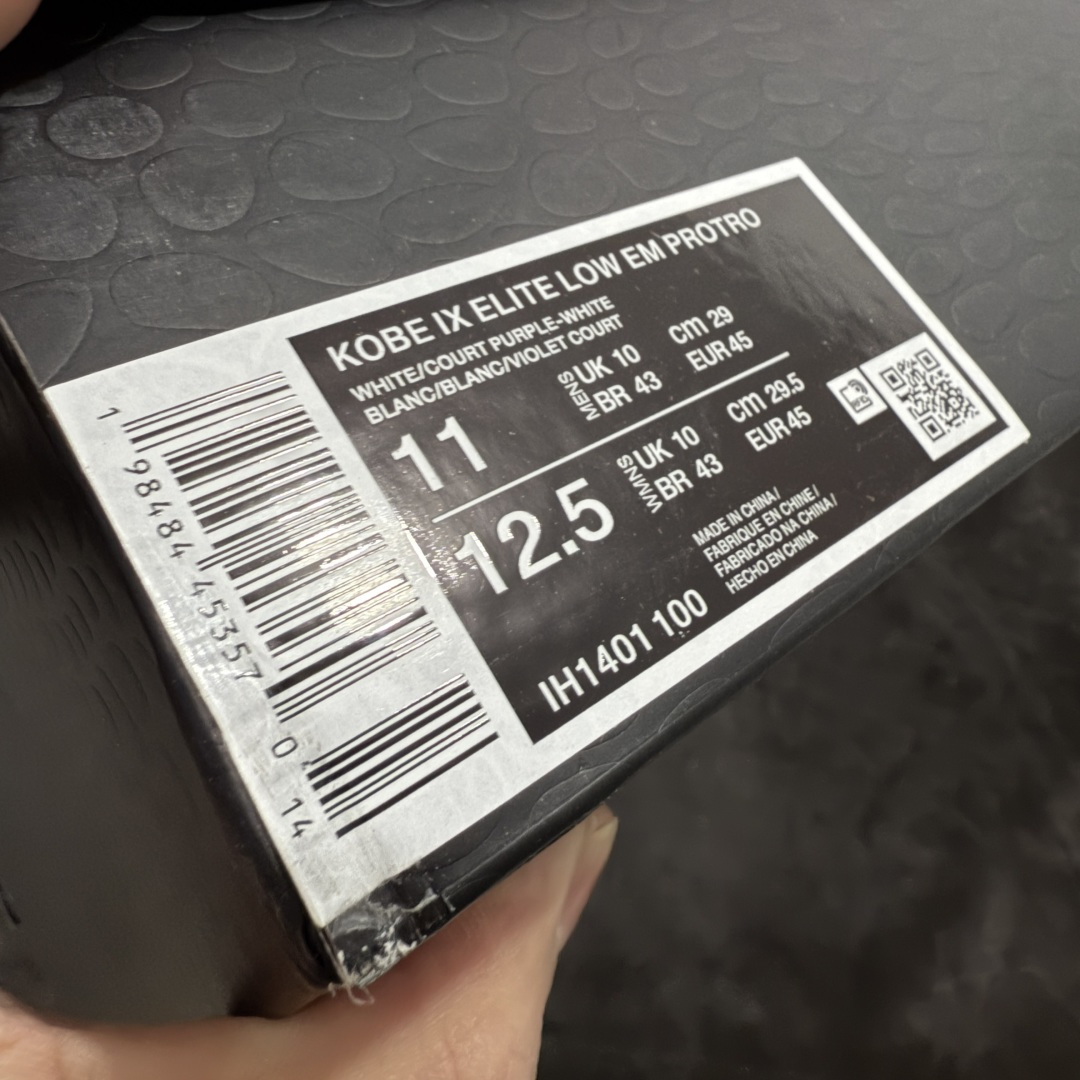 KOBE IX ELITE LOW EM PROTRO
WHITE/COURT PURPLE-WHITE
BLANC/BLANC/VIOLET COURT
11
MENS
UK 10
cm 29
BR 43
EUR 45
12.5
WMNS
UK 10
cm 29.5
BR 43
EUR 45
MADE IN CHINA /
FABRIQUE EN CHINE /
FABRICADO NA CHINA /
HECHO EN CHINA
IH1401 100
1 98484 45357 0 14